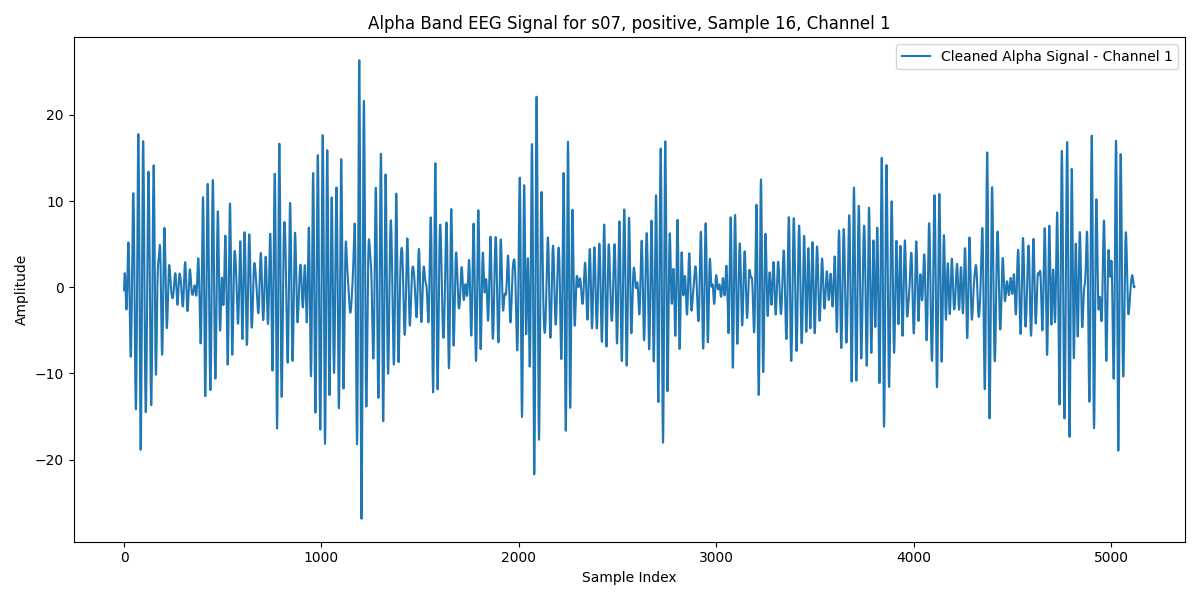 Alpha Band EEG Signal for s07, positive, Sample 16, Channel 1
Cleaned Alpha Signal - Channel 1
Amplitude
20
10
0
−10
−20
0 1000 2000 3000 4000 5000
Sample Index